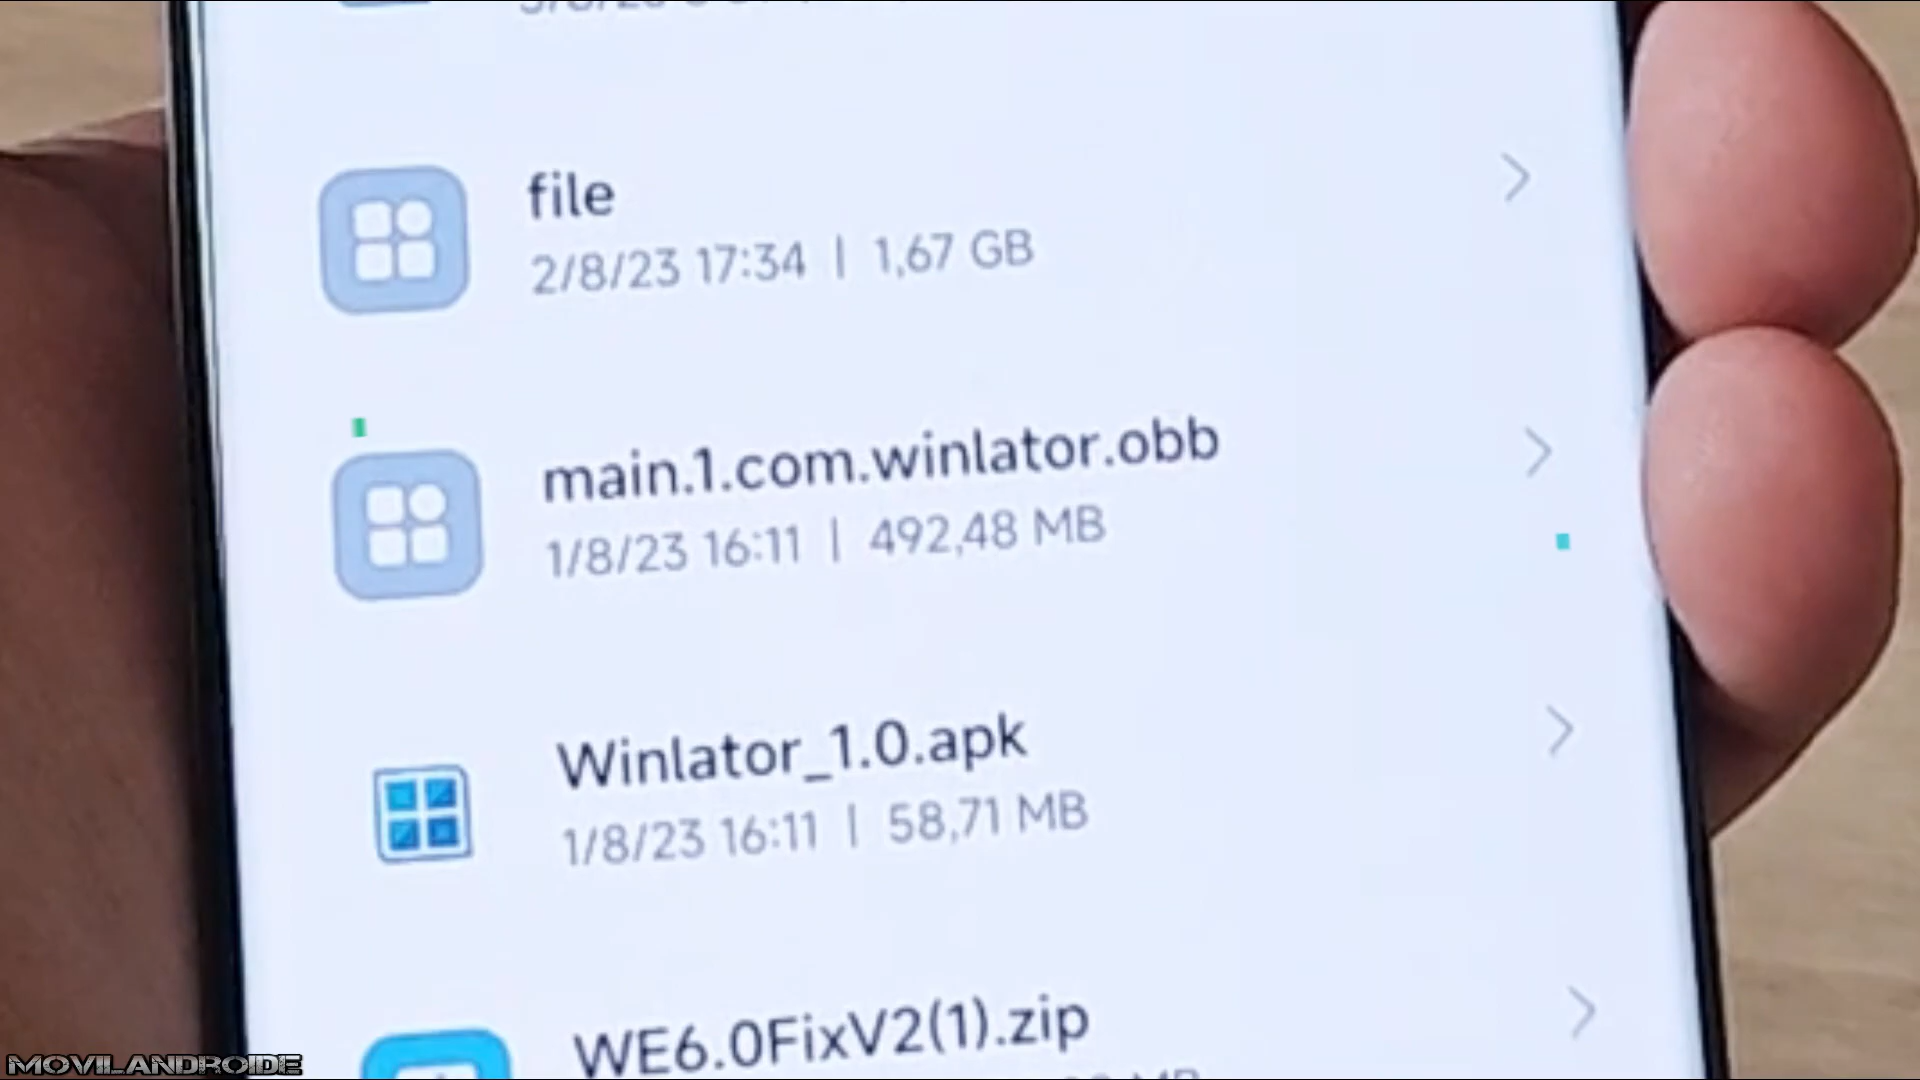 file
2/8/23 17:34 | 1,67 GB
main.1.com.winlator.obb
1/8/23 16:11 | 492,48 MB
Winlator_1.0.apk
1/8/23 16:11 | 58,71 MB
WE6.0FixV2(1).zip
MB
MOVILANDROIDE